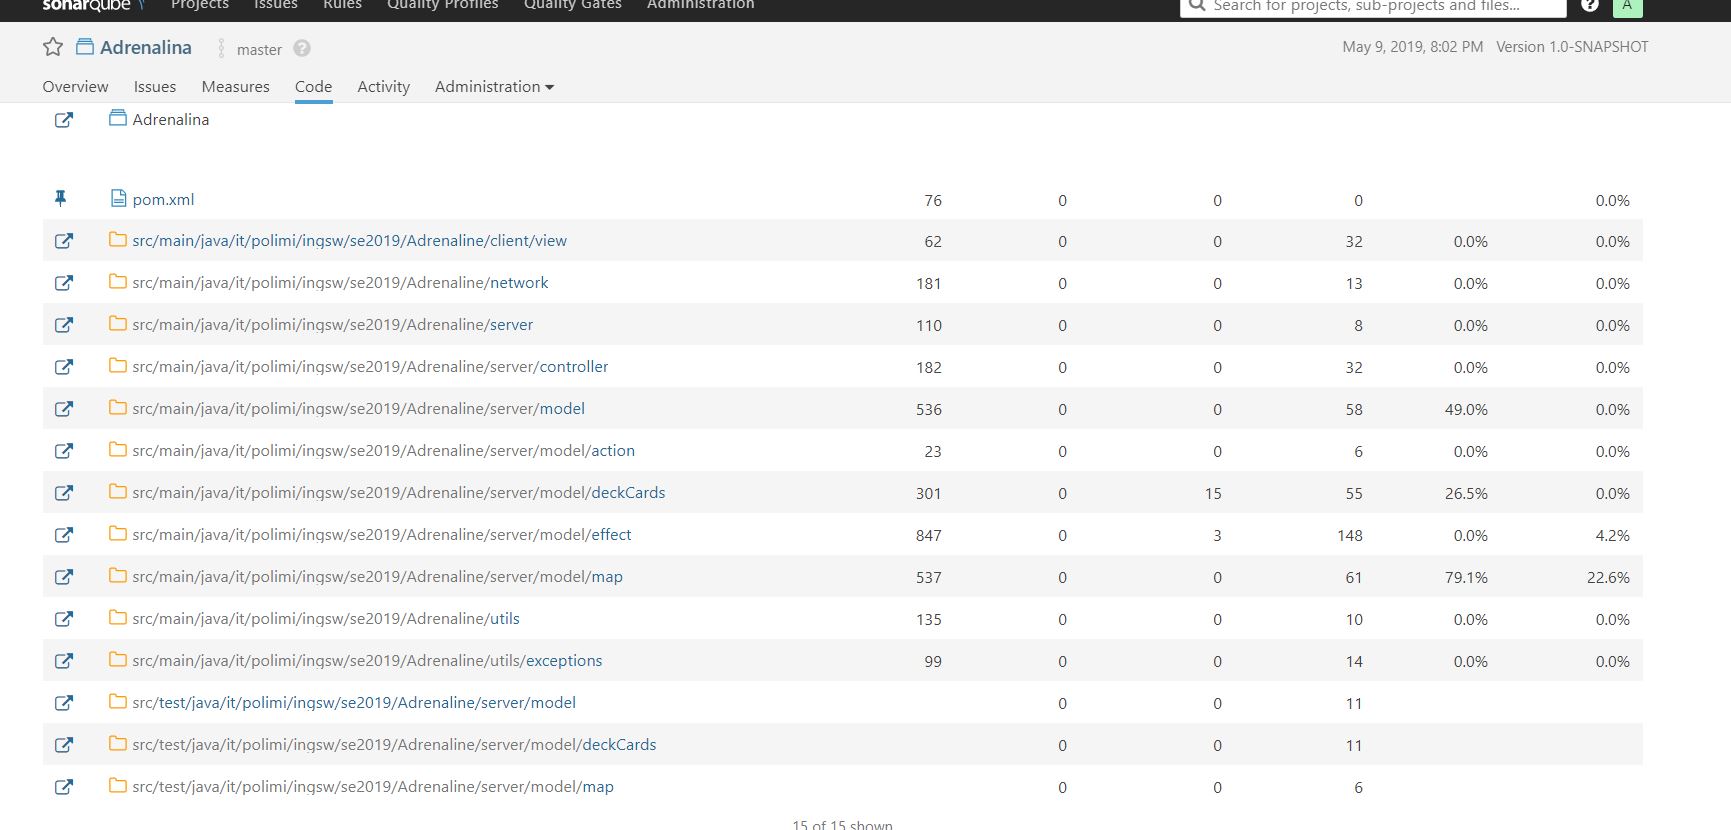 sonarqube Projects Issues Rules Quality Profiles Quality Gates Administration Search for projects, sub-projects and files... ? A
Adrenalina master ? May 9, 2019, 8:02 PM Version 1.0-SNAPSHOT
Overview Issues Measures Code Activity Administration
Adrenalina
pom.xml 76 0 0 0 0.0%
src/main/java/it/polimi/ingsw/se2019/Adrenaline/client/view 62 0 0 32 0.0% 0.0%
src/main/java/it/polimi/ingsw/se2019/Adrenaline/network 181 0 0 13 0.0% 0.0%
src/main/java/it/polimi/ingsw/se2019/Adrenaline/server 110 0 0 8 0.0% 0.0%
src/main/java/it/polimi/ingsw/se2019/Adrenaline/server/controller 182 0 0 32 0.0% 0.0%
src/main/java/it/polimi/ingsw/se2019/Adrenaline/server/model 536 0 0 58 49.0% 0.0%
src/main/java/it/polimi/ingsw/se2019/Adrenaline/server/model/action 23 0 0 6 0.0% 0.0%
src/main/java/it/polimi/ingsw/se2019/Adrenaline/server/model/deckCards 301 0 15 55 26.5% 0.0%
src/main/java/it/polimi/ingsw/se2019/Adrenaline/server/model/effect 847 0 3 148 0.0% 4.2%
src/main/java/it/polimi/ingsw/se2019/Adrenaline/server/model/map 537 0 0 61 79.1% 22.6%
src/main/java/it/polimi/ingsw/se2019/Adrenaline/utils 135 0 0 10 0.0% 0.0%
src/main/java/it/polimi/ingsw/se2019/Adrenaline/utils/exceptions 99 0 0 14 0.0% 0.0%
src/test/java/it/polimi/ingsw/se2019/Adrenaline/server/model 0 0 11
src/test/java/it/polimi/ingsw/se2019/Adrenaline/server/model/deckCards 0 0 11
src/test/java/it/polimi/ingsw/se2019/Adrenaline/server/model/map 0 0 6
15 of 15 shown